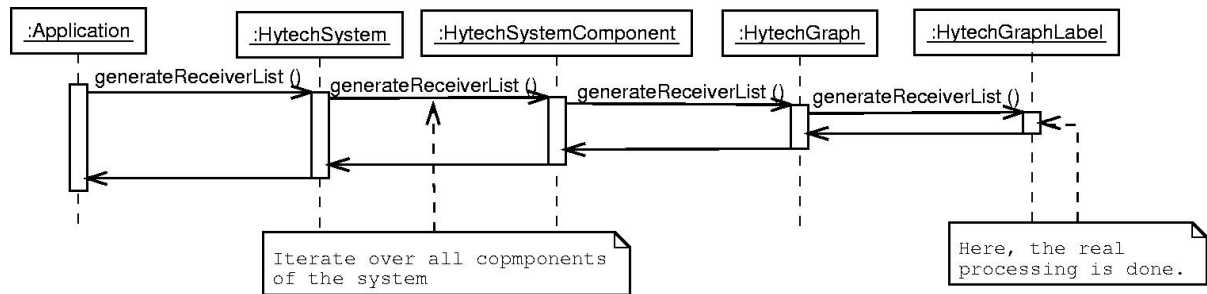 :Application
:HytechSystem
:HytechSystemComponent
:HytechGraph
:HytechGraphLabel
generateReceiverList ()
generateReceiverList ()
generateReceiverList ()
generateReceiverList ()
Iterate over all copmponents
of the system
Here, the real
processing is done.